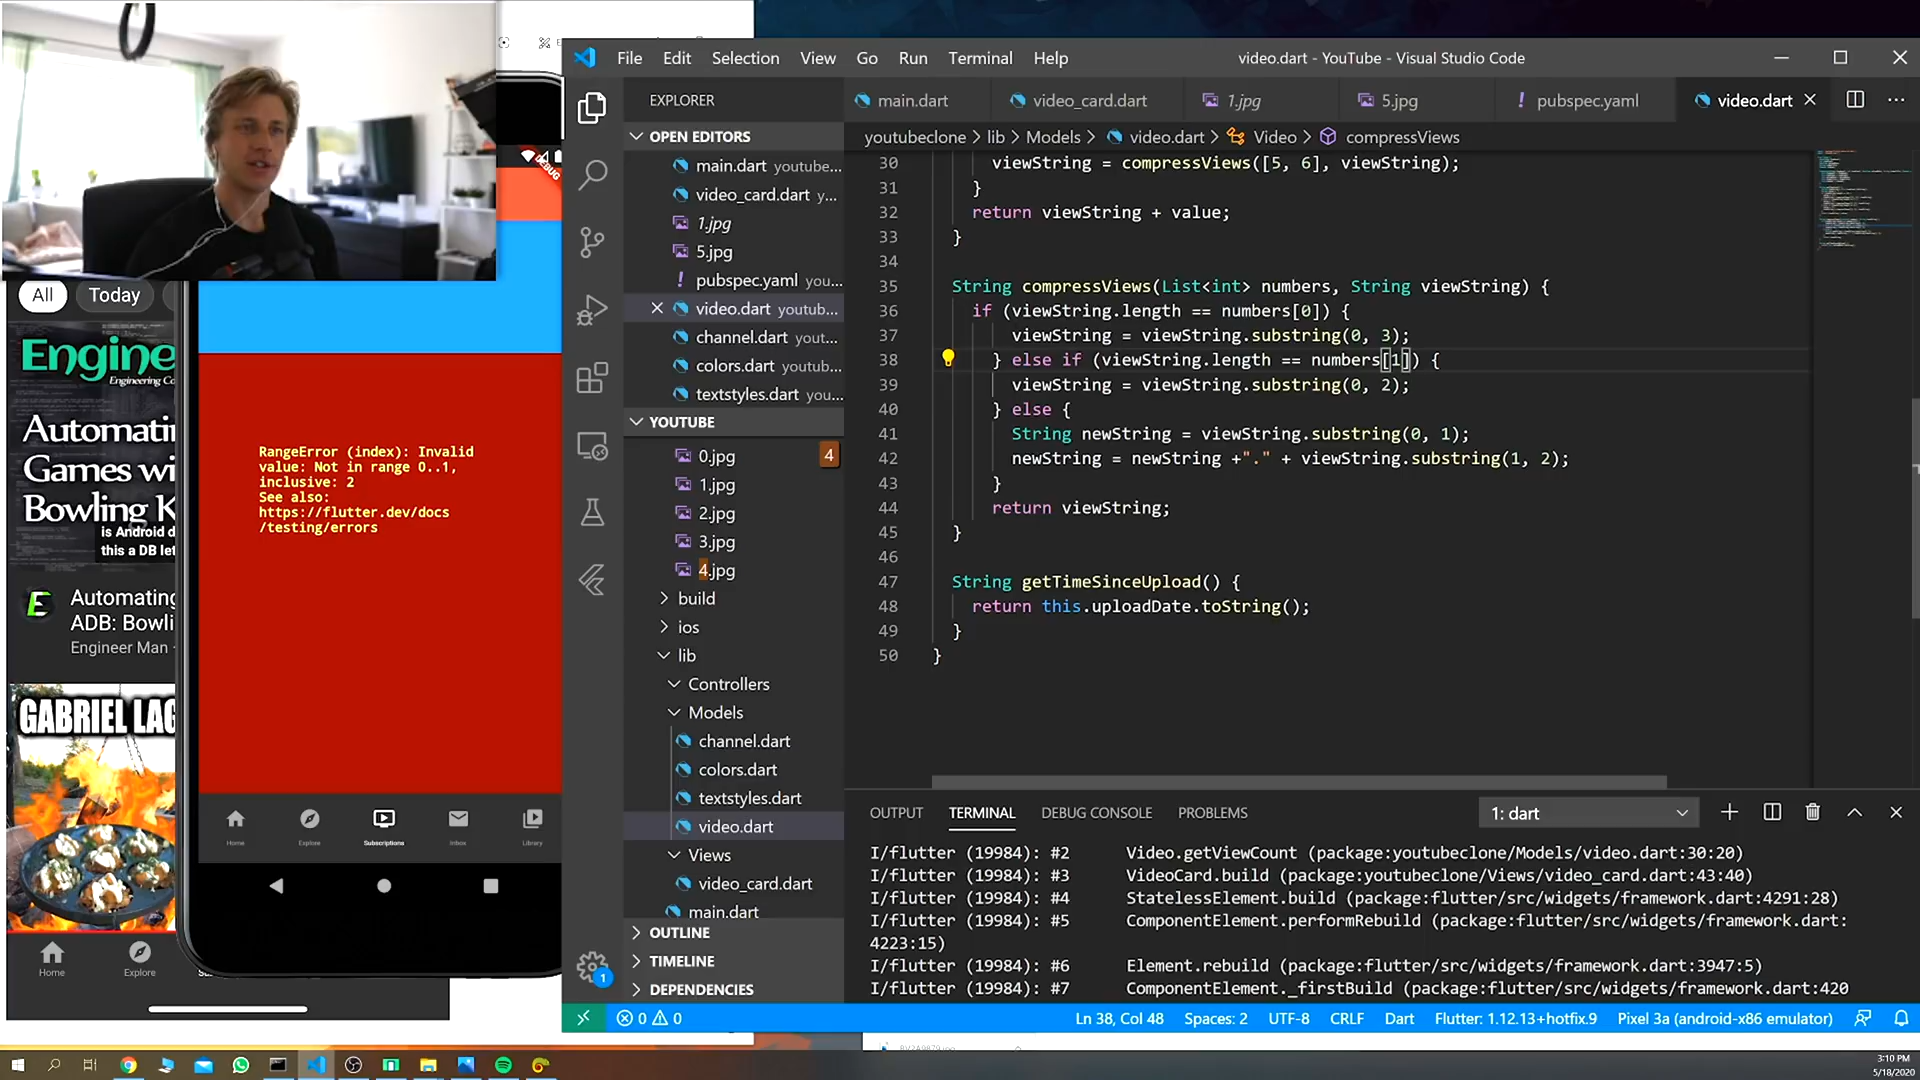 File Edit Selection View Go Run Terminal Help
video.dart - YouTube - Visual Studio Code
EXPLORER
main.dart video_card.dart 1.jpg 5.jpg ! pubspec.yaml video.dart
OPEN EDITORS
main.dart youtube...
video_card.dart y...
1.jpg
5.jpg
! pubspec.yaml you...
video.dart youtub...
channel.dart yout...
colors.dart youtub...
textstyles.dart you...
YOUTUBE
0.jpg 4
1.jpg
2.jpg
3.jpg
4.jpg
build
ios
lib
Controllers
Models
channel.dart
colors.dart
textstyles.dart
video.dart
Views
video_card.dart
main.dart
OUTLINE
TIMELINE
DEPENDENCIES
youtubeclone > lib > Models > video.dart > Video > compressViews
30 viewString = compressViews([5, 6], viewString);
31 }
32 return viewString + value;
33 }
34
35 String compressViews(List<int> numbers, String viewString) {
36 if (viewString.length == numbers[0]) {
37 viewString = viewString.substring(0, 3);
38 } else if (viewString.length == numbers[1]) {
39 viewString = viewString.substring(0, 2);
40 } else {
41 String newString = viewString.substring(0, 1);
42 newString = newString +"." + viewString.substring(1, 2);
43 }
44 return viewString;
45 }
46
47 String getTimeSinceUpload() {
48 return this.uploadDate.toString();
49 }
50 }
OUTPUT TERMINAL DEBUG CONSOLE PROBLEMS
1: dart
I/flutter (19984): #2 Video.getViewCount (package:youtubeclone/Models/video.dart:30:20)
I/flutter (19984): #3 VideoCard.build (package:youtubeclone/Views/video_card.dart:43:40)
I/flutter (19984): #4 StatelessElement.build (package:flutter/src/widgets/framework.dart:4291:28)
I/flutter (19984): #5 ComponentElement.performRebuild (package:flutter/src/widgets/framework.dart:
4223:15)
I/flutter (19984): #6 Element.rebuild (package:flutter/src/widgets/framework.dart:3947:5)
I/flutter (19984): #7 ComponentElement._firstBuild (package:flutter/src/widgets/framework.dart:420
0 0
Ln 38, Col 48 Spaces: 2 UTF-8 CRLF Dart Flutter: 1.12.13+hotfix.9 Pixel 3a (android-x86 emulator)
1
DEBUG
RangeError (index): Invalid
value: Not in range 0..1,
inclusive: 2
See also:
https://flutter.dev/docs
/testing/errors
Home Explore Subscriptions Inbox Library
All Today
Engine
Engineering Co
Automati
Games wi
Bowling K
is Android d
this a DB let
Automating
ADB: Bowli
Engineer Man
GABRIEL LAG
Home Explore
3:10 PM
5/18/2020